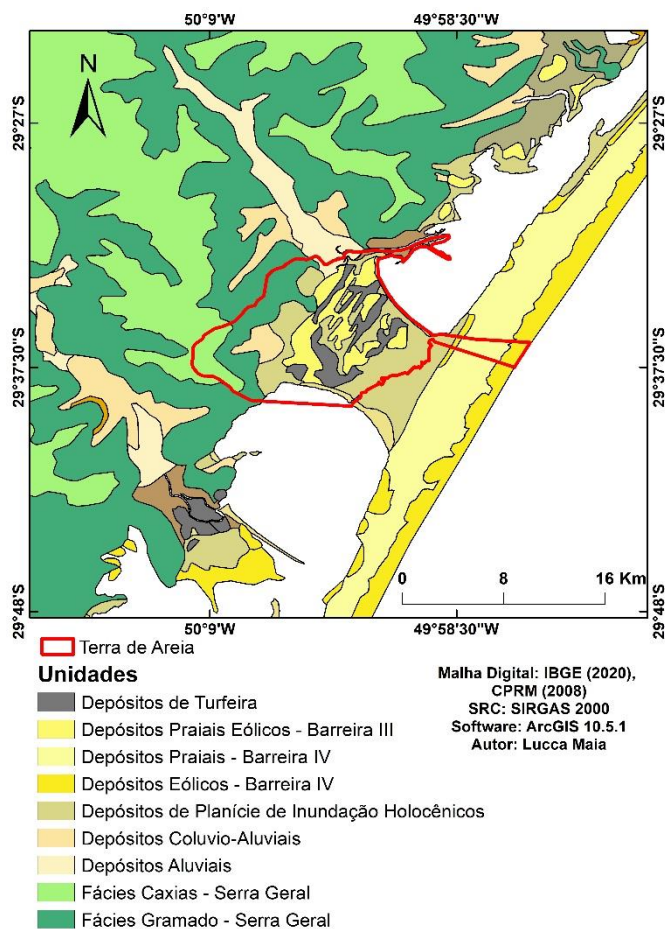 50°9'W 49°58'30"W
N
29°27'S 29°27'S
29°37'30"S 29°37'30"S
29°48'S 29°48'S
0 8 16 Km
50°9'W 49°58'30"W
Terra de Areia
Unidades
Depósitos de Turfeira
Depósitos Praiais Eólicos - Barreira III
Depósitos Praiais - Barreira IV
Depósitos Eólicos - Barreira IV
Depósitos de Planície de Inundação Holocênicos
Depósitos Coluvio-Aluviais
Depósitos Aluviais
Fácies Caxias - Serra Geral
Fácies Gramado - Serra Geral
Malha Digital: IBGE (2020),
CPRM (2008)
SRC: SIRGAS 2000
Software: ArcGIS 10.5.1
Autor: Lucca Maia